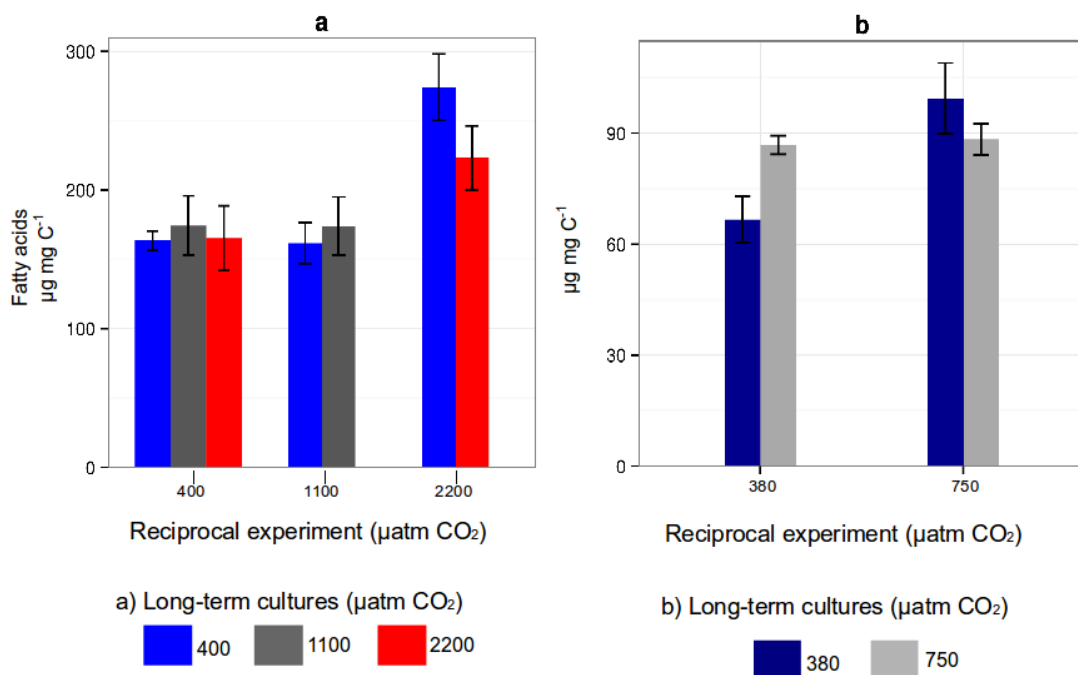 a
300
200
100
0
Fatty acids
µg mg C⁻¹
400
1100
2200
Reciprocal experiment (µatm CO₂)
a) Long-term cultures (µatm CO₂)
400
1100
2200
b
90
60
30
0
µg mg C⁻¹
380
750
Reciprocal experiment (µatm CO₂)
b) Long-term cultures (µatm CO₂)
380
750